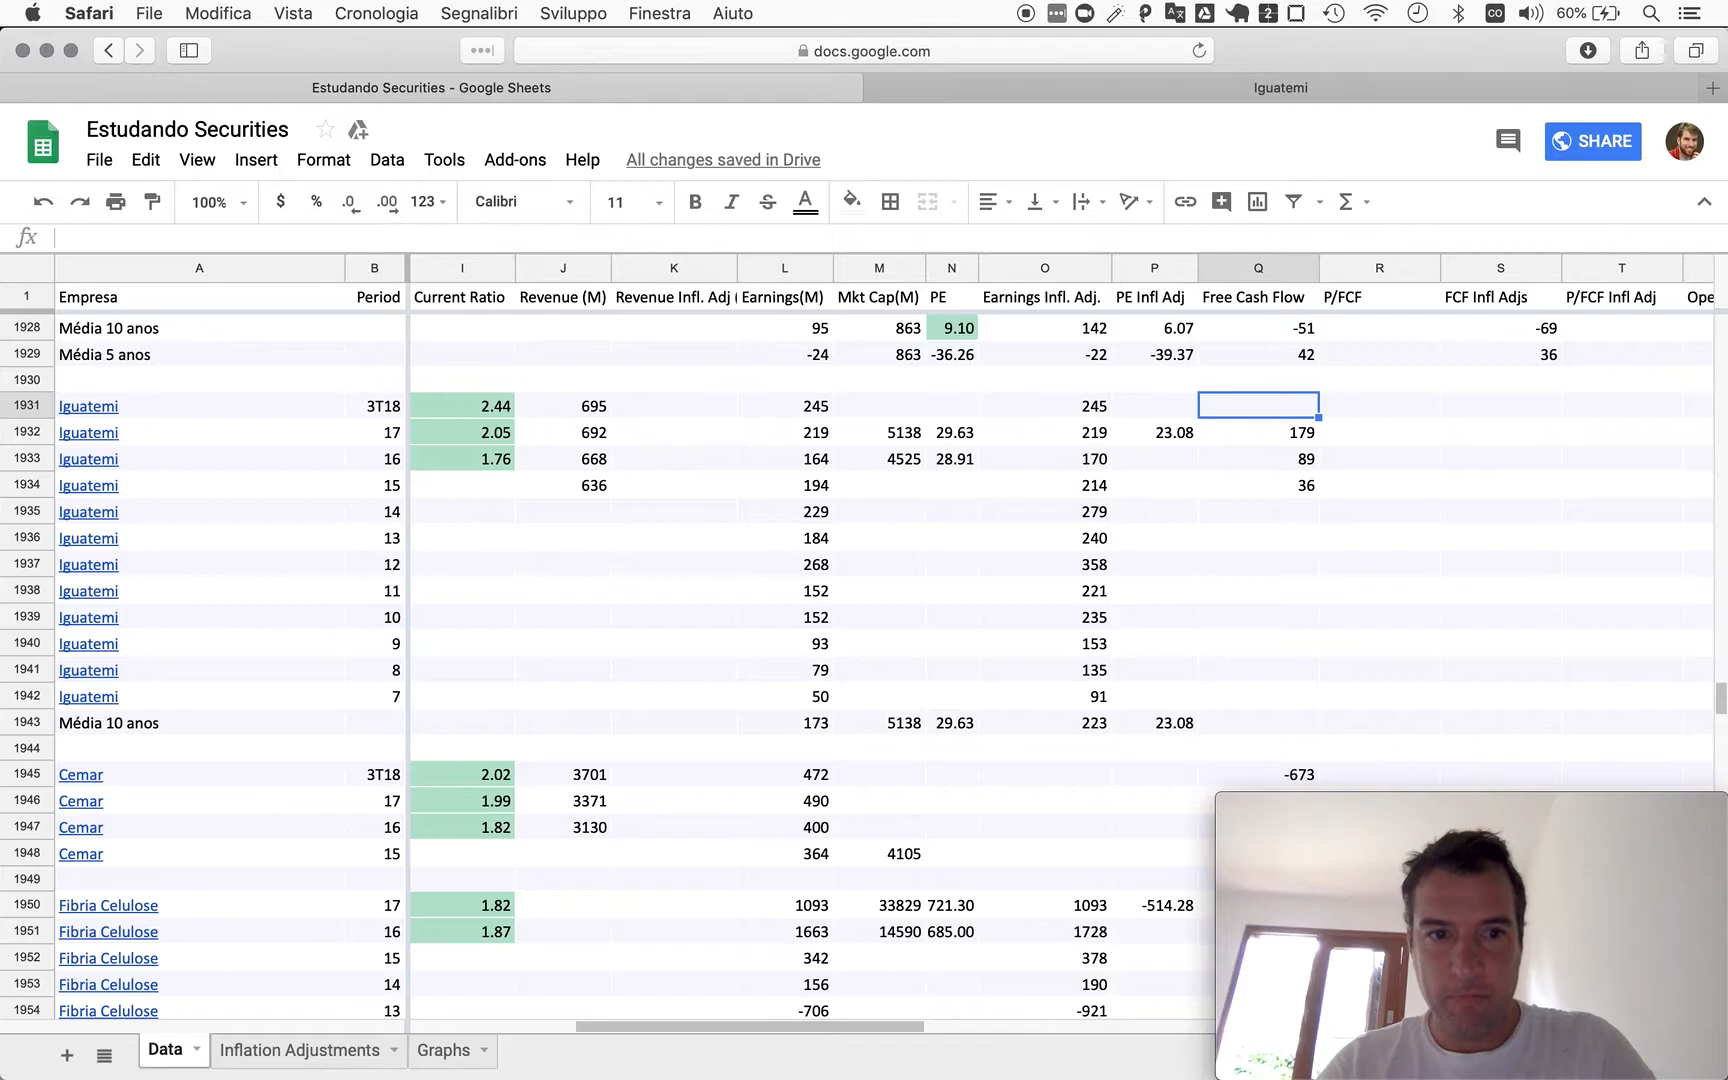 Safari File Modifica Vista Cronologia Segnalibri Sviluppo Finestra Aiuto 2 CO 60%
docs.google.com
Estudando Securities - Google Sheets Iguatemi
Estudando Securities
File Edit View Insert Format Data Tools Add-ons Help All changes saved in Drive SHARE
100% $ % .0 .00 123 Calibri 11 B I S A Σ
fx
A B I J K L M N O P Q R S T
1 Empresa Period Current Ratio Revenue (M) Revenue Infl. Adj ( Earnings(M) Mkt Cap(M) PE Earnings Infl. Adj. PE Infl Adj Free Cash Flow P/FCF FCF Infl Adjs P/FCF Infl Adj Ope
1928 Média 10 anos 95 863 9.10 142 6.07 -51 -69
1929 Média 5 anos -24 863 -36.26 -22 -39.37 42 36
1930
1931 Iguatemi 3T18 2.44 695 245 245
1932 Iguatemi 17 2.05 692 219 5138 29.63 219 23.08 179
1933 Iguatemi 16 1.76 668 164 4525 28.91 170 89
1934 Iguatemi 15 636 194 214 36
1935 Iguatemi 14 229 279
1936 Iguatemi 13 184 240
1937 Iguatemi 12 268 358
1938 Iguatemi 11 152 221
1939 Iguatemi 10 152 235
1940 Iguatemi 9 93 153
1941 Iguatemi 8 79 135
1942 Iguatemi 7 50 91
1943 Média 10 anos 173 5138 29.63 223 23.08
1944
1945 Cemar 3T18 2.02 3701 472 -673
1946 Cemar 17 1.99 3371 490
1947 Cemar 16 1.82 3130 400
1948 Cemar 15 364 4105
1949
1950 Fibria Celulose 17 1.82 1093 33829 721.30 1093 -514.28
1951 Fibria Celulose 16 1.87 1663 14590 685.00 1728
1952 Fibria Celulose 15 342 378
1953 Fibria Celulose 14 156 190
1954 Fibria Celulose 13 -706 -921
Data Inflation Adjustments Graphs